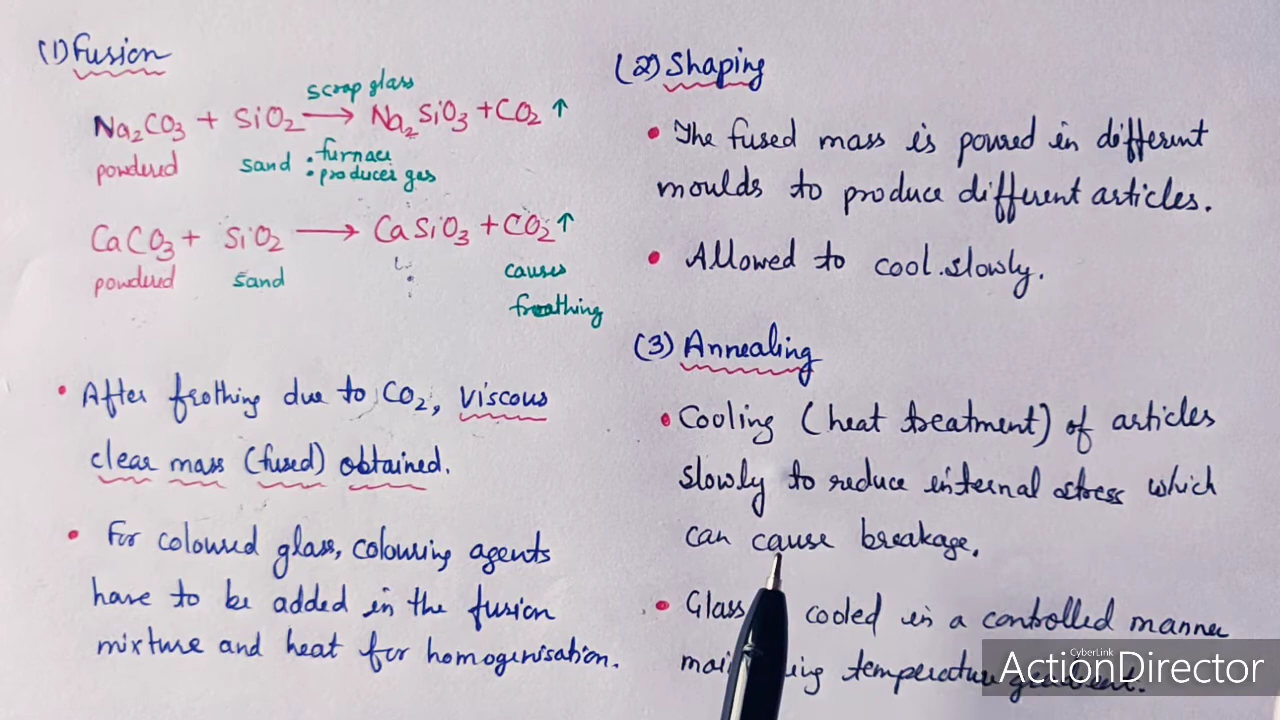 (1) Fusion
scrap glass
Na₂CO₃ + SiO₂ → Na₂SiO₃ + CO₂ ↑
powdered sand • furnace
• producer gas
CaCO₃ + SiO₂ → CaSiO₃ + CO₂ ↑
powdered sand causes
frothing
• After frothing due to CO₂, viscous
clear mass (fused) obtained.
• For coloured glass, colouring agents
have to be added in the fusion
mixture and heat for homogenisation.
(2) Shaping
• The fused mass is poured in different
moulds to produce different articles.
• Allowed to cool slowly.
(3) Annealing
• Cooling (heat treatment) of articles
slowly to reduce internal stress which
can cause breakage.
• Glass cooled in a controlled manner
temperature
CyberLink
ActionDirector